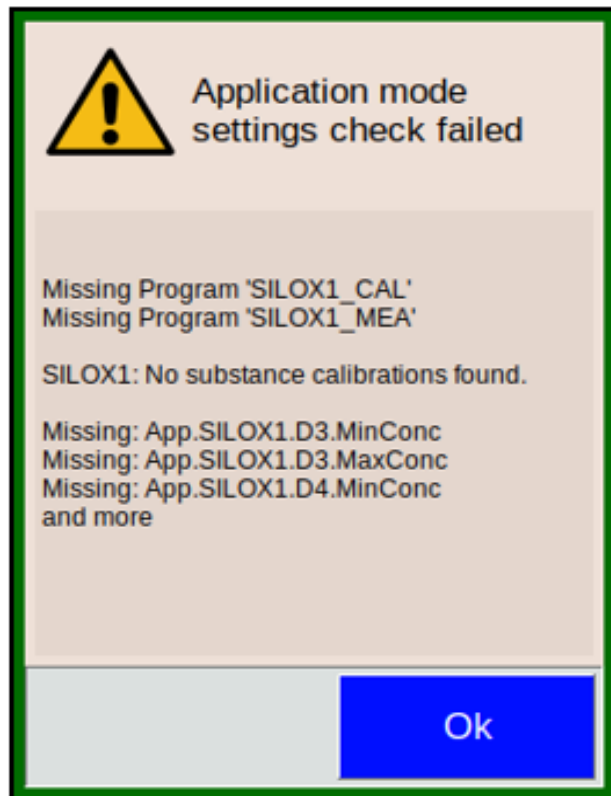 Application mode
settings check failed
Missing Program 'SILOX1_CAL'
Missing Program 'SILOX1_MEA'
SILOX1: No substance calibrations found.
Missing: App.SILOX1.D3.MinConc
Missing: App.SILOX1.D3.MaxConc
Missing: App.SILOX1.D4.MinConc
and more
Ok